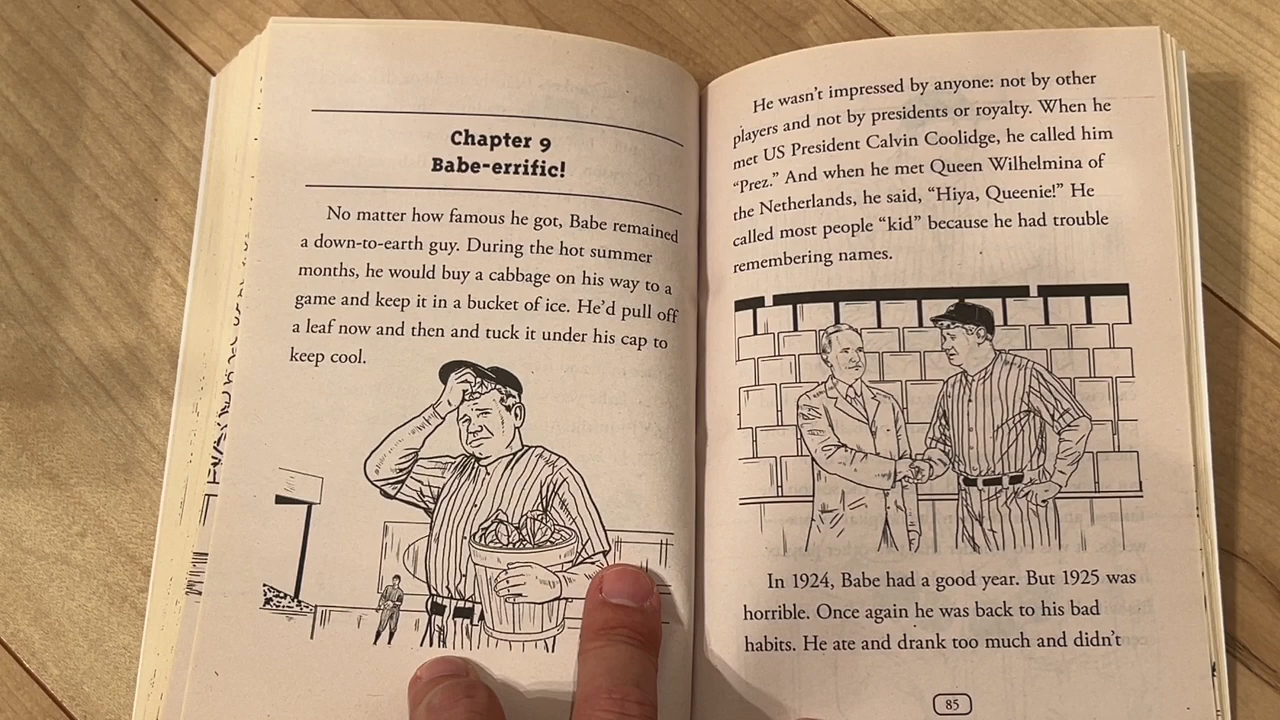 Chapter 9
Babe-errific!
No matter how famous he got, Babe remained
a down-to-earth guy. During the hot summer
months, he would buy a cabbage on his way to a
game and keep it in a bucket of ice. He’d pull off
a leaf now and then and tuck it under his cap to
keep cool.
He wasn’t impressed by anyone: not by other
players and not by presidents or royalty. When he
met US President Calvin Coolidge, he called him
“Prez.” And when he met Queen Wilhelmina of
the Netherlands, he said, “Hiya, Queenie!” He
called most people “kid” because he had trouble
remembering names.
In 1924, Babe had a good year. But 1925 was
horrible. Once again he was back to his bad
habits. He ate and drank too much and didn’t
85